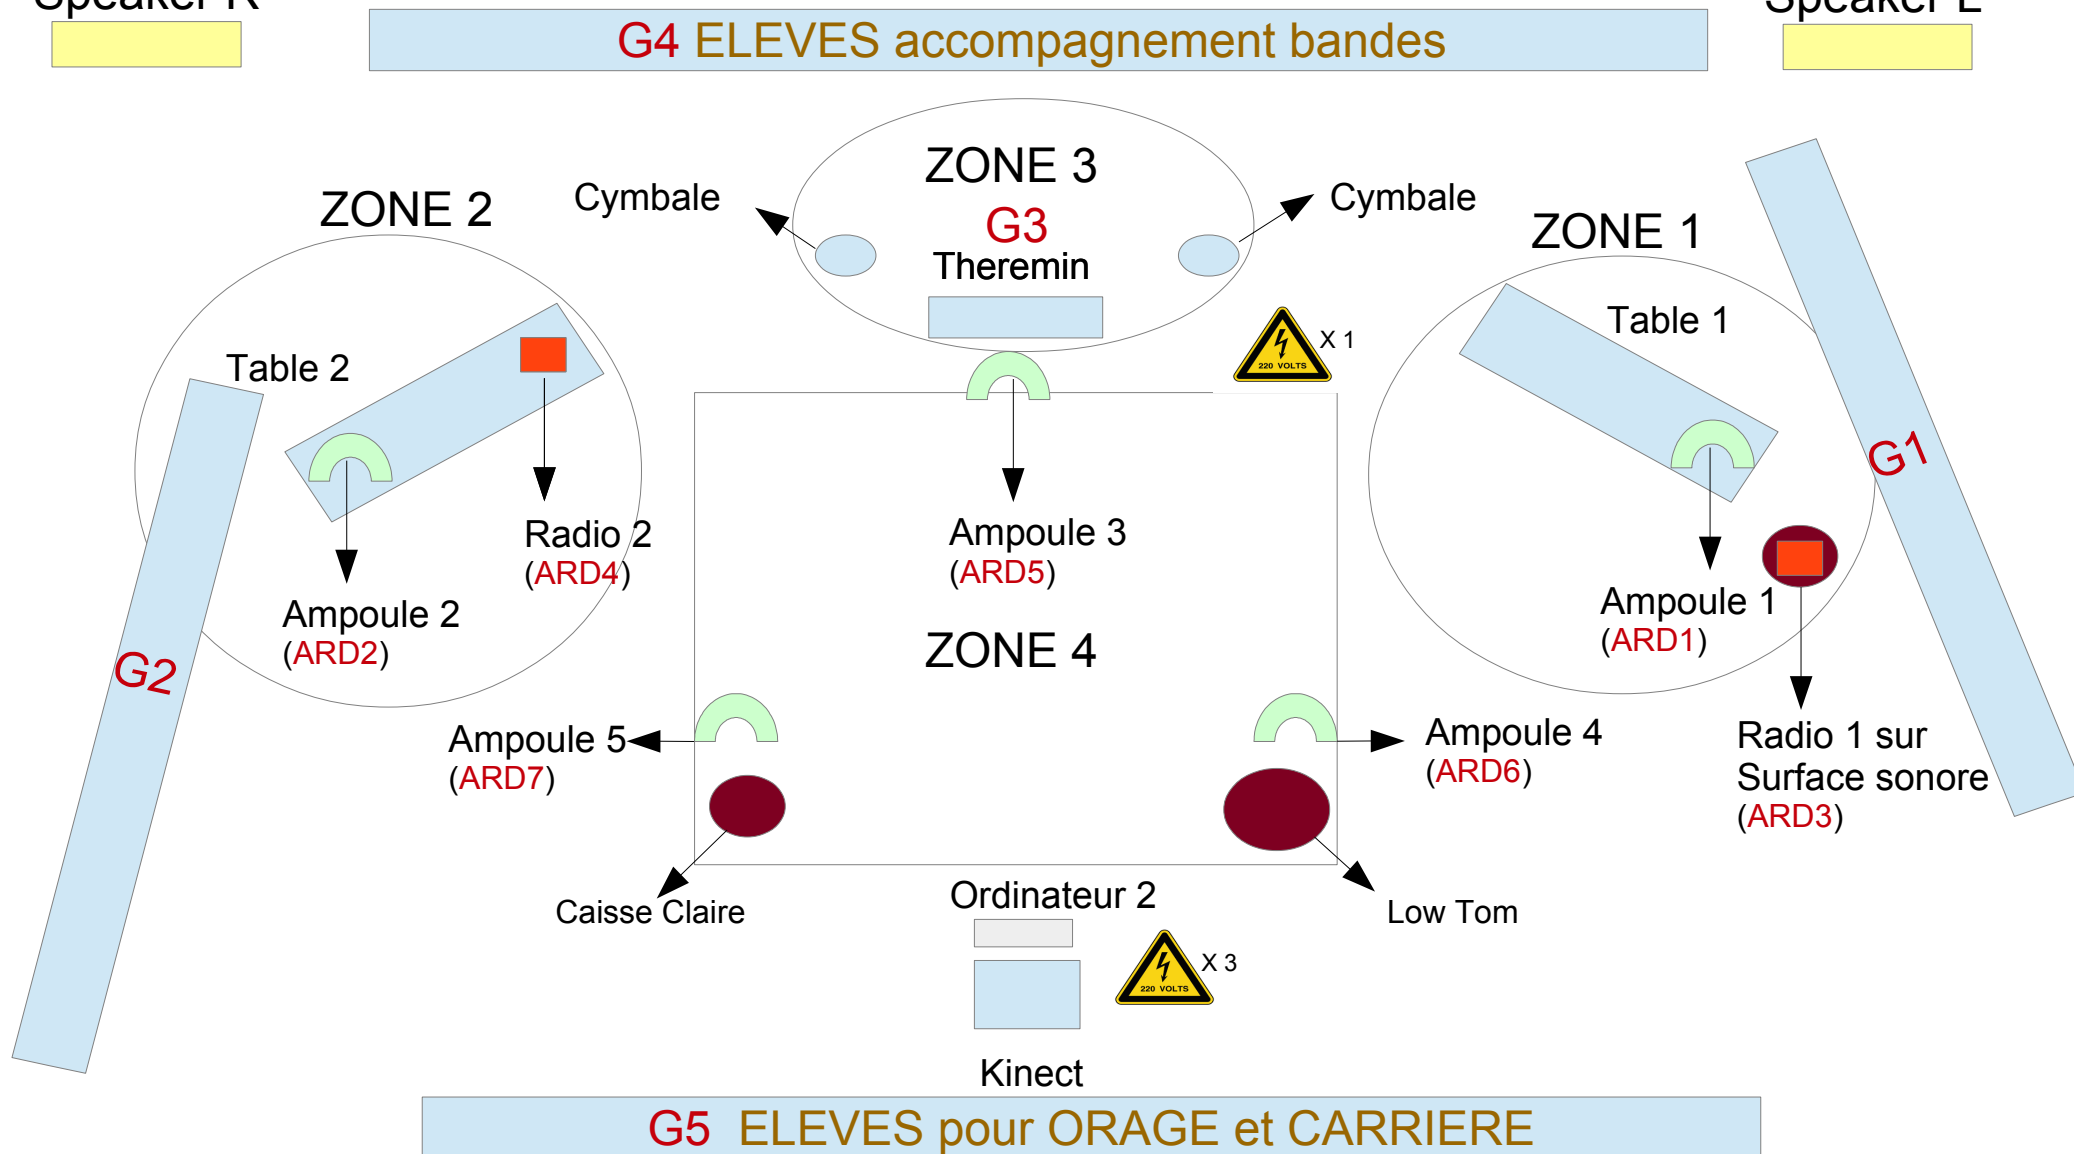 Speaker R
Speaker L
G4 ELEVES accompagnement bandes
ZONE 3
Cymbale
Cymbale
ZONE 2
G3
ZONE 1
Theremin
Table 1
X 1
220 VOLTS
Table 2
G1
Radio 2
(ARD4)
Ampoule 3
(ARD5)
Ampoule 2
(ARD2)
Ampoule 1
(ARD1)
ZONE 4
G2
Ampoule 5
(ARD7)
Ampoule 4
(ARD6)
Radio 1 sur
Surface sonore
(ARD3)
Ordinateur 2
Caisse Claire
Low Tom
X 3
220 VOLTS
Kinect
G5 ELEVES pour ORAGE et CARRIERE